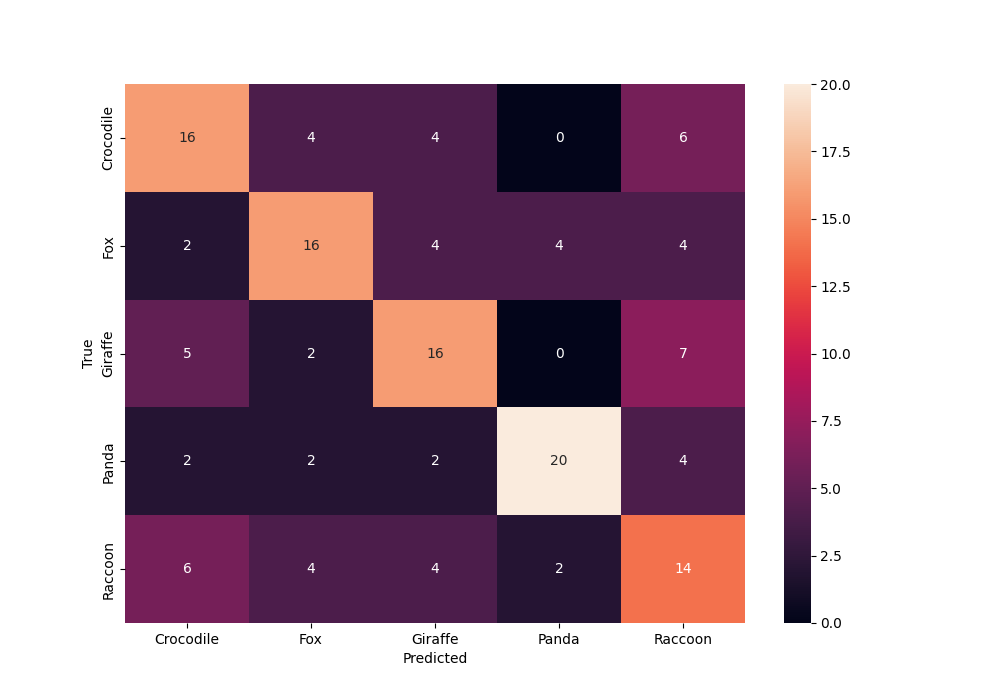 Crocodile 16 4 4 0 6
Fox 2 16 4 4 4
Giraffe 5 2 16 0 7
Panda 2 2 2 20 4
Raccoon 6 4 4 2 14
True
Crocodile Fox Giraffe Panda Raccoon
Predicted
20.0
17.5
15.0
12.5
10.0
7.5
5.0
2.5
0.0